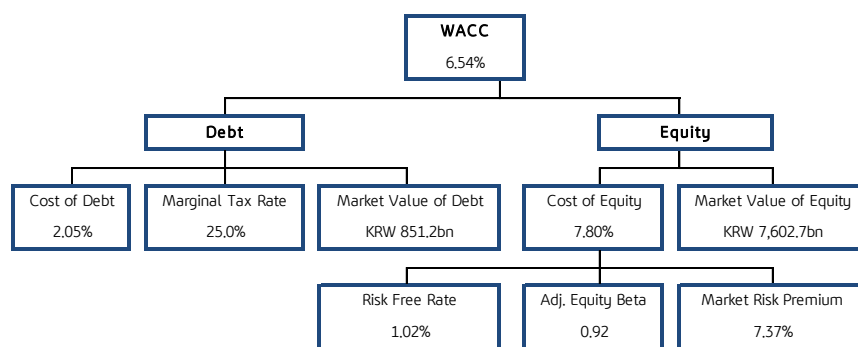 WACC
6.54%
Debt
Equity
Cost of Debt
2.05%
Marginal Tax Rate
25.0%
Market Value of Debt
KRW 851.2bn
Cost of Equity
7.80%
Market Value of Equity
KRW 7,602.7bn
Risk Free Rate
1.02%
Adj. Equity Beta
0.92
Market Risk Premium
7.37%